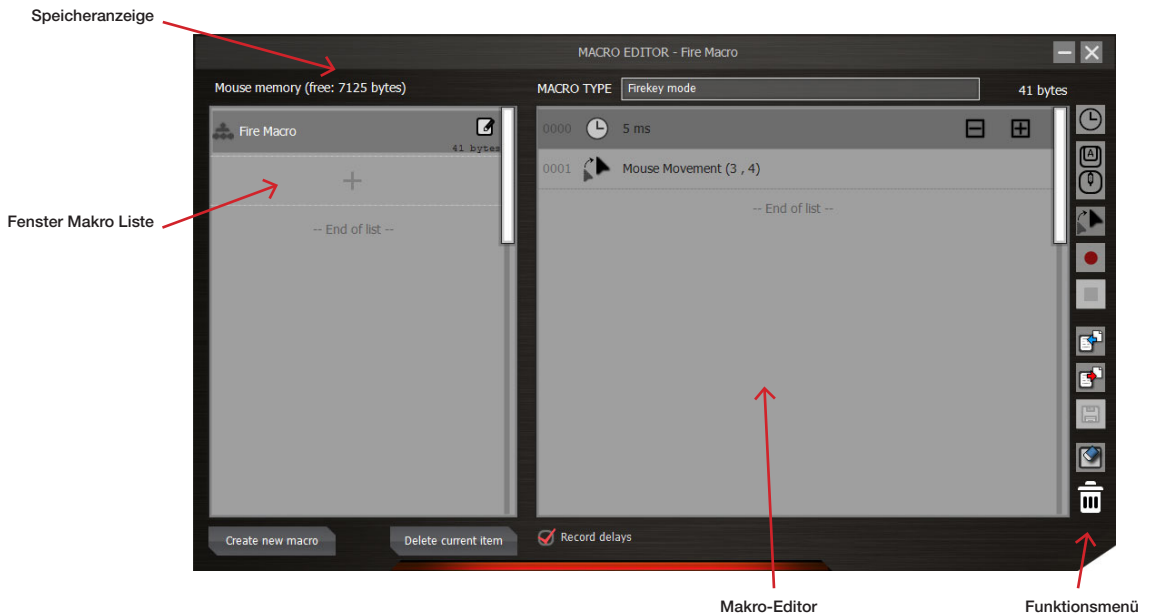 Speicheranzeige
MACRO EDITOR - Fire Macro
Mouse memory (free: 7125 bytes)
MACRO TYPE Firekey mode 41 bytes
Fire Macro
41 bytes
0000 5 ms
0001 Mouse Movement (3 , 4)
-- End of list --
Fenster Makro Liste
-- End of list --
A
Create new macro Delete current item Record delays
Makro-Editor Funktionsmenü